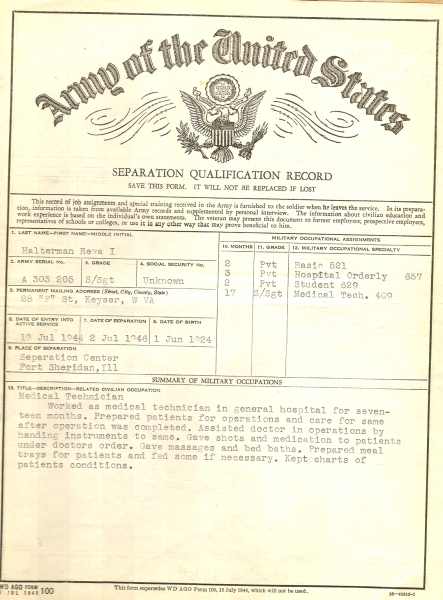 Army of the United States
SEPARATION QUALIFICATION RECORD
SAVE THIS FORM. IT WILL NOT BE REPLACED IF LOST
This record of job assignments and special training received in the Army is furnished to the soldier when he leaves the service. In its prepara-
tion, information is taken from available Army records and supplemented by personal interview. The information about civilian education and
work experience is based on the individual's own statements. The veteran may present this document to former employers, prospective employers,
representatives of schools or colleges, or use it in any other way that may prove beneficial to him.
1. LAST NAME—FIRST NAME—MIDDLE INITIAL
Halterman Reva I
MILITARY OCCUPATIONAL ASSIGNMENTS
10. MONTHS 11. GRADE 12. MILITARY OCCUPATIONAL SPECIALTY
2 Pvt Basic 521
3 Pvt Hospital Orderly 657
2 Pvt Student 629
17 S/Sgt Medical Tech. 409
2. ARMY SERIAL No. 3. GRADE 4. SOCIAL SECURITY No.
A 303 205 S/Sgt Unknown
5. PERMANENT MAILING ADDRESS (Street, City, County, State)
St, Keyser, W VA
6. DATE OF ENTRY INTO ACTIVE SERVICE 7. DATE OF SEPARATION 8. DATE OF BIRTH
Jul 1944 2 Jul 1946 1 Jun 1924
9. PLACE OF SEPARATION
Separation Center
Fort Sheridan, Ill
SUMMARY OF MILITARY OCCUPATIONS
13. TITLE—DESCRIPTION—RELATED CIVILIAN OCCUPATION
Medical Technician
Worked as medical technician in general hospital for seven-
teen months. Prepared patients for operations and care for same
after operation was completed. Assisted doctor in operations by
handing instruments to same. Gave shots and medication to patients
under doctors order. Gave massages and bed baths. Prepared meal
trays for patients and fed some if necessary. Kept charts of
patients conditions.
WD AGO FORM
1 JUL 1945 100
This form supersedes WD AGO Form 100, 15 July 1944, which will not be used.